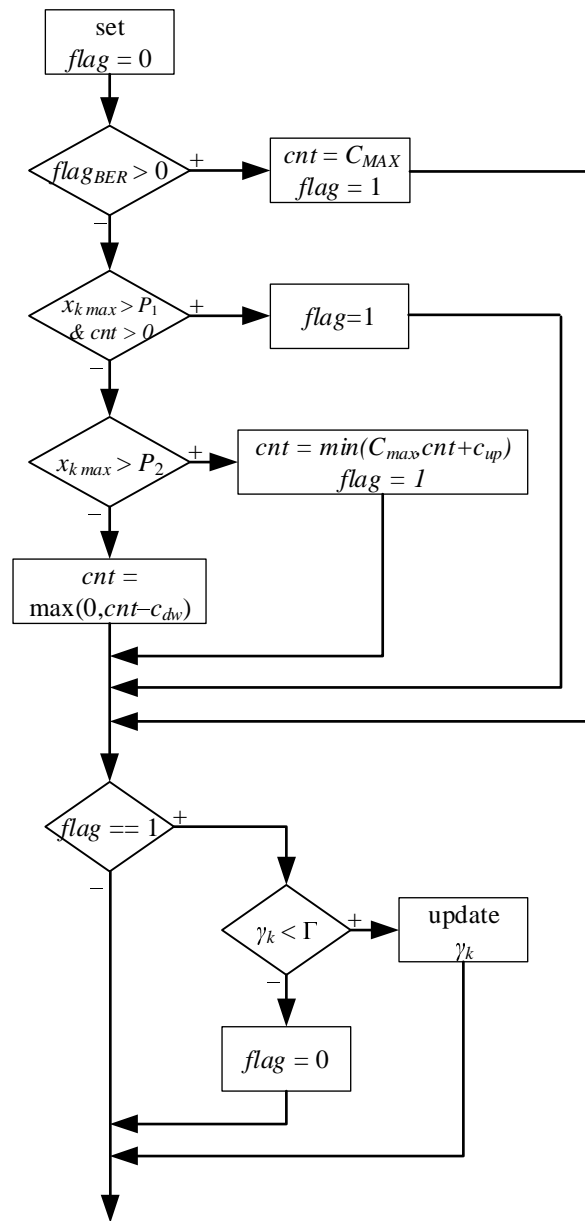 set
flag = 0
flag_BER > 0
+
cnt = C_MAX
flag = 1
–
x_k max > P_1
& cnt > 0
+
flag=1
–
x_k max > P_2
+
cnt = min(C_max,cnt+c_up)
flag = 1
–
cnt =
max(0,cnt–c_dw)
flag == 1
+
–
γ_k < Γ
+
update
γ_k
–
flag = 0